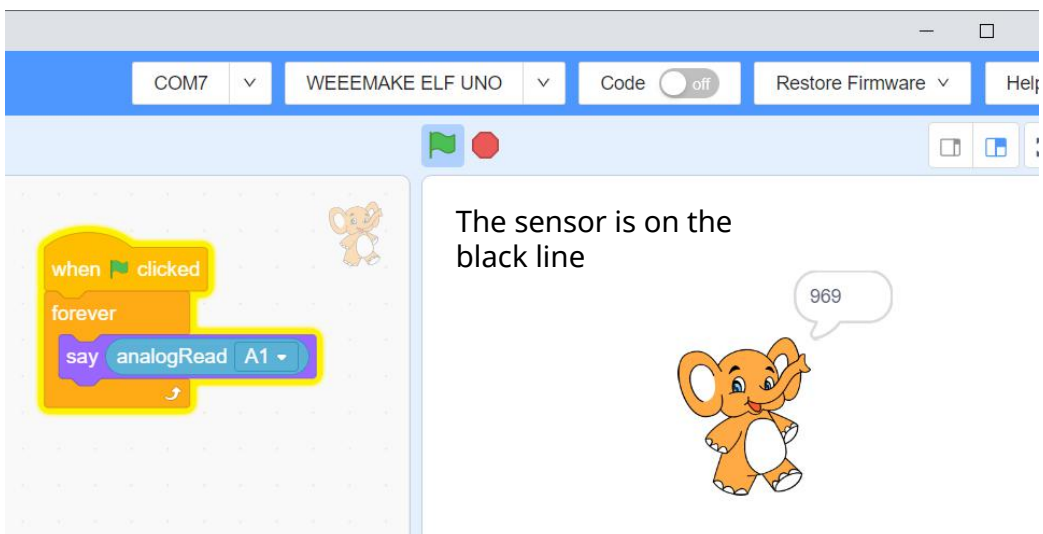 COM7
WEEEMAKE ELF UNO
Code
off
Restore Firmware
when clicked
forever
say analogRead A1
The sensor is on the
black line
969